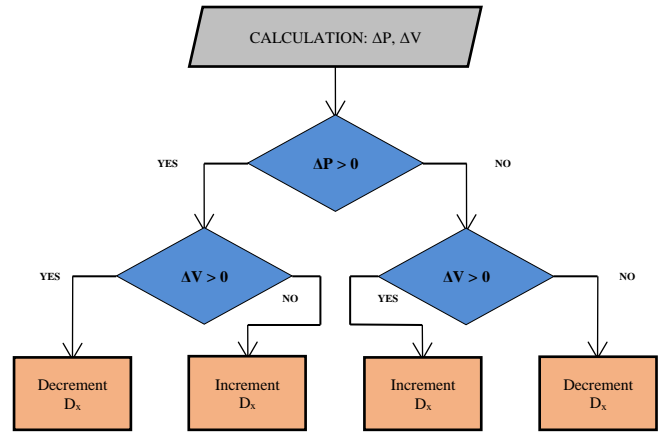 CALCULATION: ΔP, ΔV
ΔP > 0
YES
NO
ΔV > 0
YES
NO
ΔV > 0
YES
NO
Decrement
Dₓ
Increment
Dₓ
Increment
Dₓ
Decrement
Dₓ